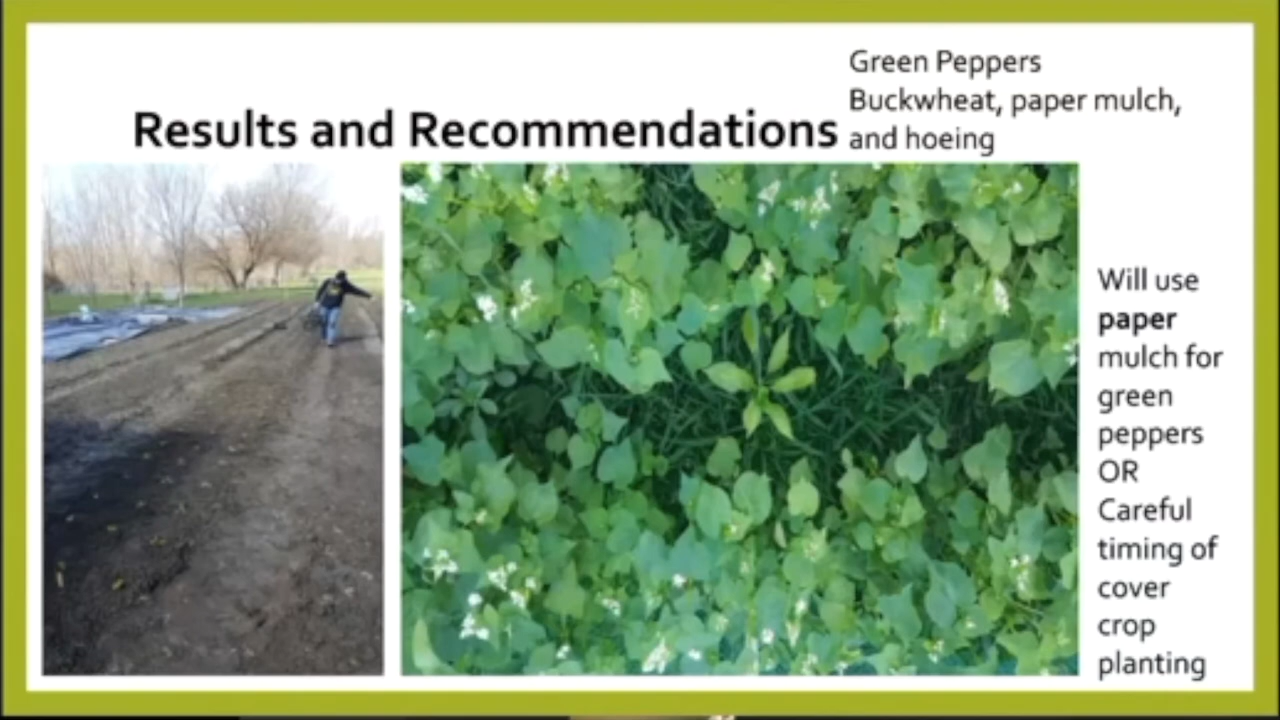 Green Peppers
Buckwheat, paper mulch,
Results and Recommendations and hoeing
Will use
paper
mulch for
green
peppers
OR
Careful
timing of
cover
crop
planting